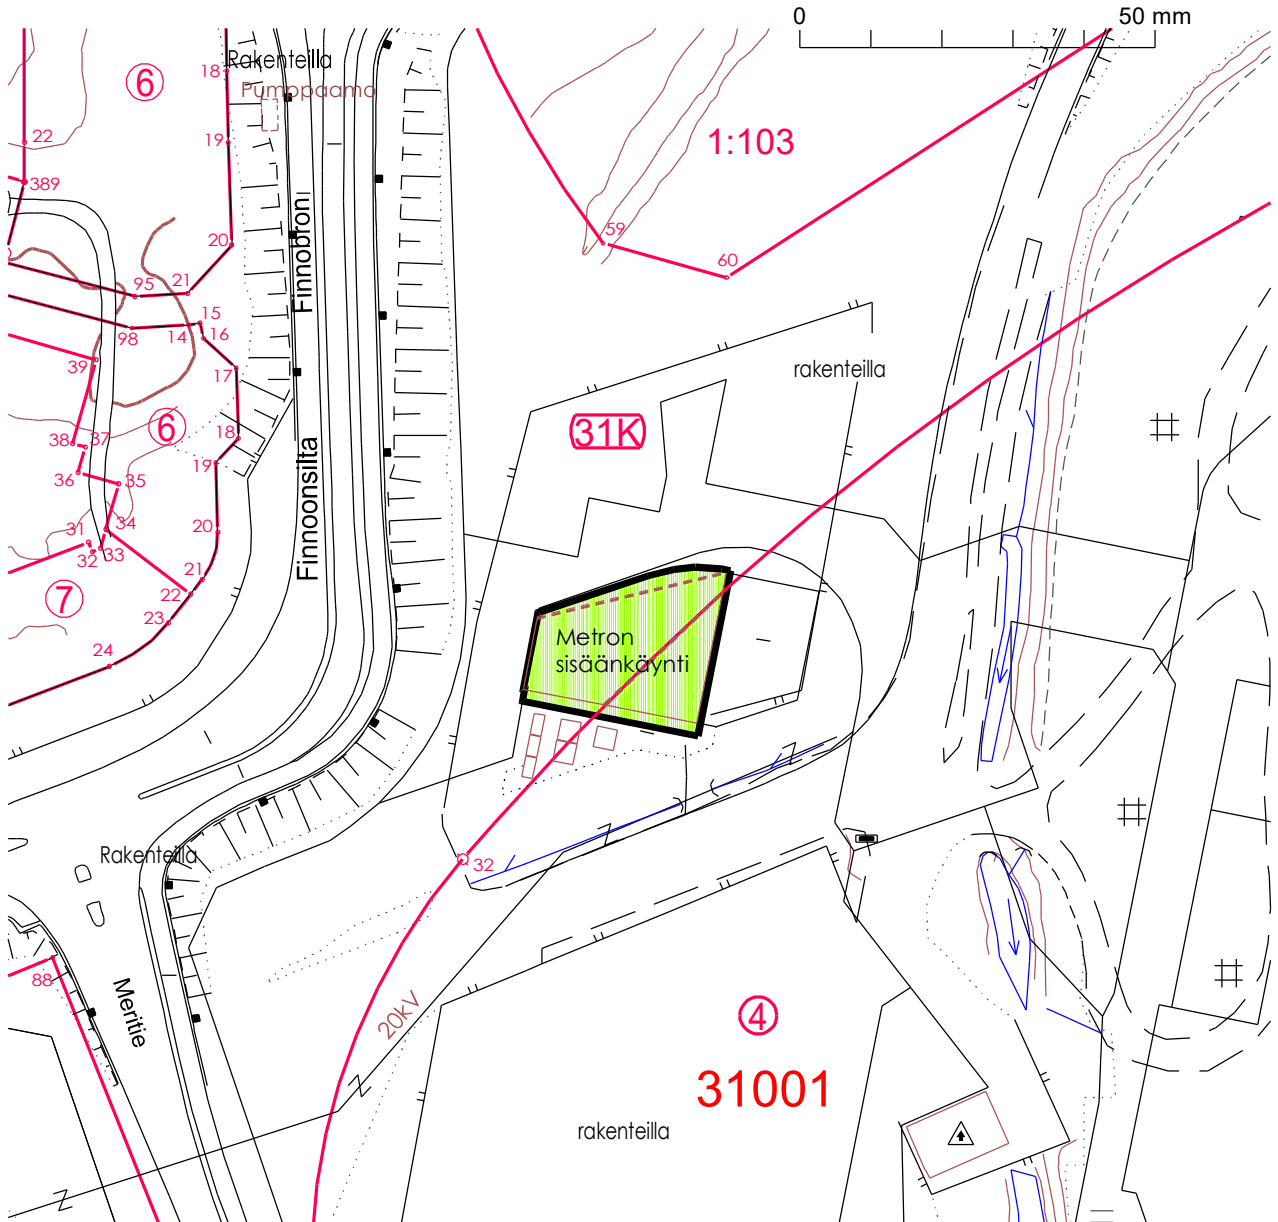 0 50 mm
Rakenteilla
18
Pumppaamo
6
22
19
1:103
389
Finnobroni
59
20
60
21
95
15
98
14
16
39
17
rakenteilla
6
31K
18
38
37
19
36
35
Finnoonsilta
34
20
31
33
32
21
7
22
23
Metron
sisäänkäynti
24
Rakenteilla
32
88
Meritie
20kV
4
31001
rakenteilla